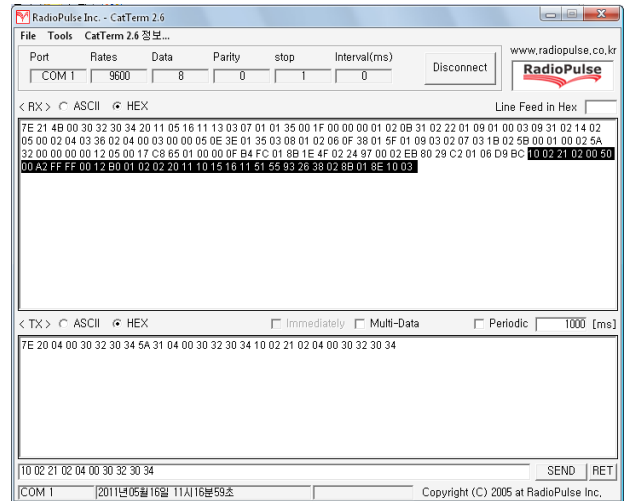 RadioPulse Inc. - CatTerm 2.6
File Tools CatTerm 2.6 정보...
Port Rates Data Parity stop Interval(ms)
COM 1 9600 8 0 1 0
Disconnect
www.radiopulse.co.kr
RadioPulse
< RX > ASCII HEX Line Feed in Hex
7E 21 4B 00 30 32 30 34 20 11 05 16 11 13 03 07 01 01 35 00 1F 00 00 00 01 02 0B 31 02 22 01 09 01 00 03 09 31 02 14 02
05 00 02 04 03 36 02 04 00 03 00 00 05 0E 3E 01 35 03 08 01 02 06 0F 38 01 5F 01 09 03 02 07 03 1B 02 5B 00 01 00 02 5A
32 00 00 00 00 12 05 00 17 C8 65 01 00 00 0F B4 FC 01 8B 1E 4F 02 24 97 00 02 EB 80 29 C2 01 06 D9 BC 10 02 21 02 00 50
00 A2 FF FF 00 12 B0 01 02 02 20 11 10 15 16 11 51 55 93 26 38 02 8B 01 8E 10 03
< TX > ASCII HEX Immediately Multi-Data Periodic 1000 [ms]
7E 20 04 00 30 32 30 34 5A 31 04 00 30 32 30 34 10 02 21 02 04 00 30 32 30 34
10 02 21 02 04 00 30 32 30 34 SEND RET
COM 1 2011년05월16일 11시16분59초 Copyright (C) 2005 at RadioPulse Inc.